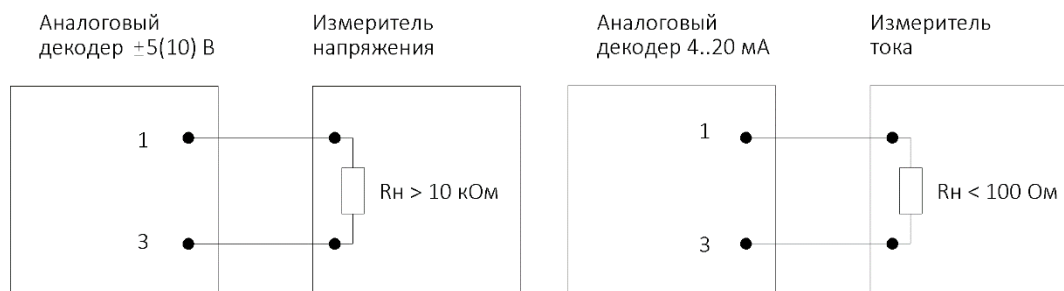 Аналоговый
декодер ±5(10) В
Измеритель
напряжения
1
Rн > 10 кОм
3
Аналоговый
декодер 4..20 мА
Измеритель
тока
1
Rн < 100 Ом
3